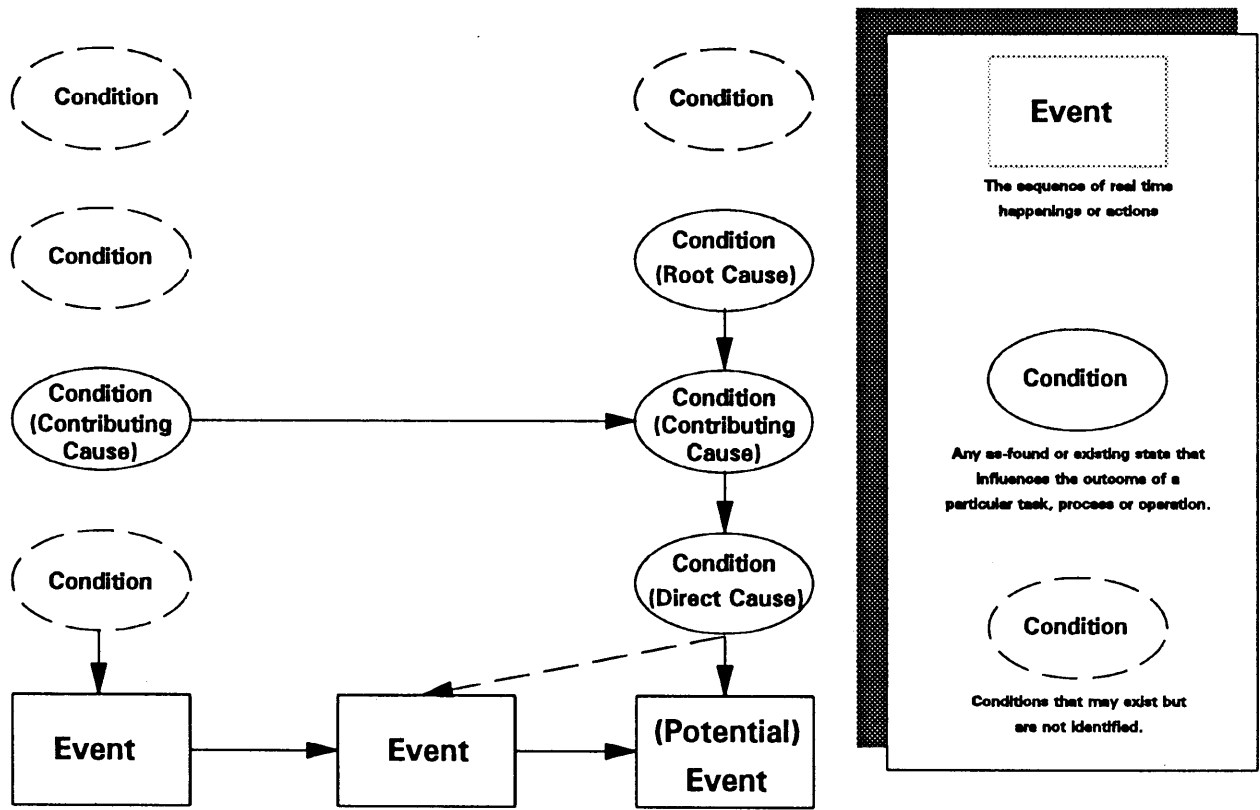 Condition
Condition
Condition
(Contributing
Cause)
Condition
Event
Event
Condition
Condition
(Root Cause)
Condition
(Contributing
Cause)
Condition
(Direct Cause)
(Potential)
Event
Event
The sequence of real time
happenings or actions
Condition
Any as-found or existing state that
influences the outcome of a
particular task, process or operation.
Condition
Conditions that may exist but
are not identified.